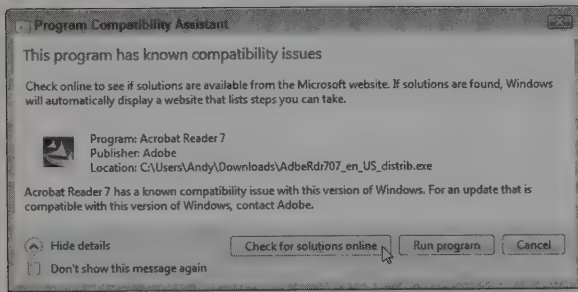 Program Compatibility Assistant
This program has known compatibility issues
Check online to see if solutions are available from the Microsoft website. If solutions are found, Windows
will automatically display a website that lists steps you can take.
Program: Acrobat Reader 7
Publisher: Adobe
Location: C:\Users\Andy\Downloads\AdbeRdr707_en_US_distrib.exe
Acrobat Reader 7 has a known compatibility issue with this version of Windows. For an update that is
compatible with this version of Windows, contact Adobe.
Hide details
Check for solutions online
Run program
Cancel
Don't show this message again